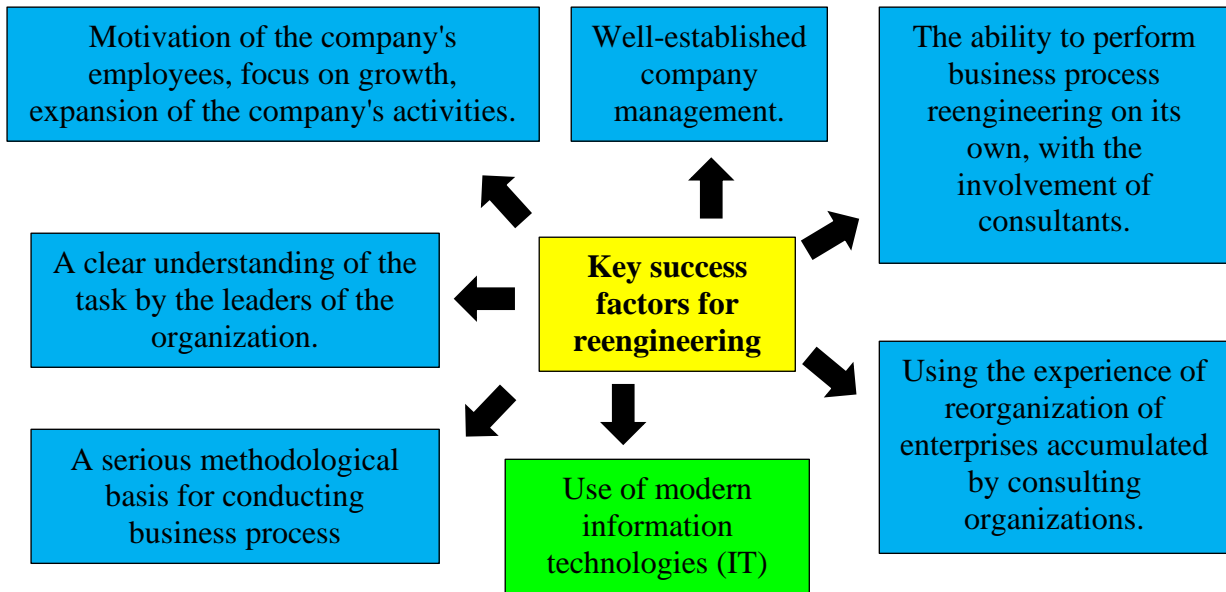 Motivation of the company's
employees, focus on growth,
expansion of the company's activities.
Well-established
company
management.
The ability to perform
business process
reengineering on its
own, with the
involvement of
consultants.
A clear understanding of the
task by the leaders of the
organization.
Key success
factors for
reengineering
Using the experience of
reorganization of
enterprises accumulated
by consulting
organizations.
A serious methodological
basis for conducting
business process
Use of modern
information
technologies (IT)